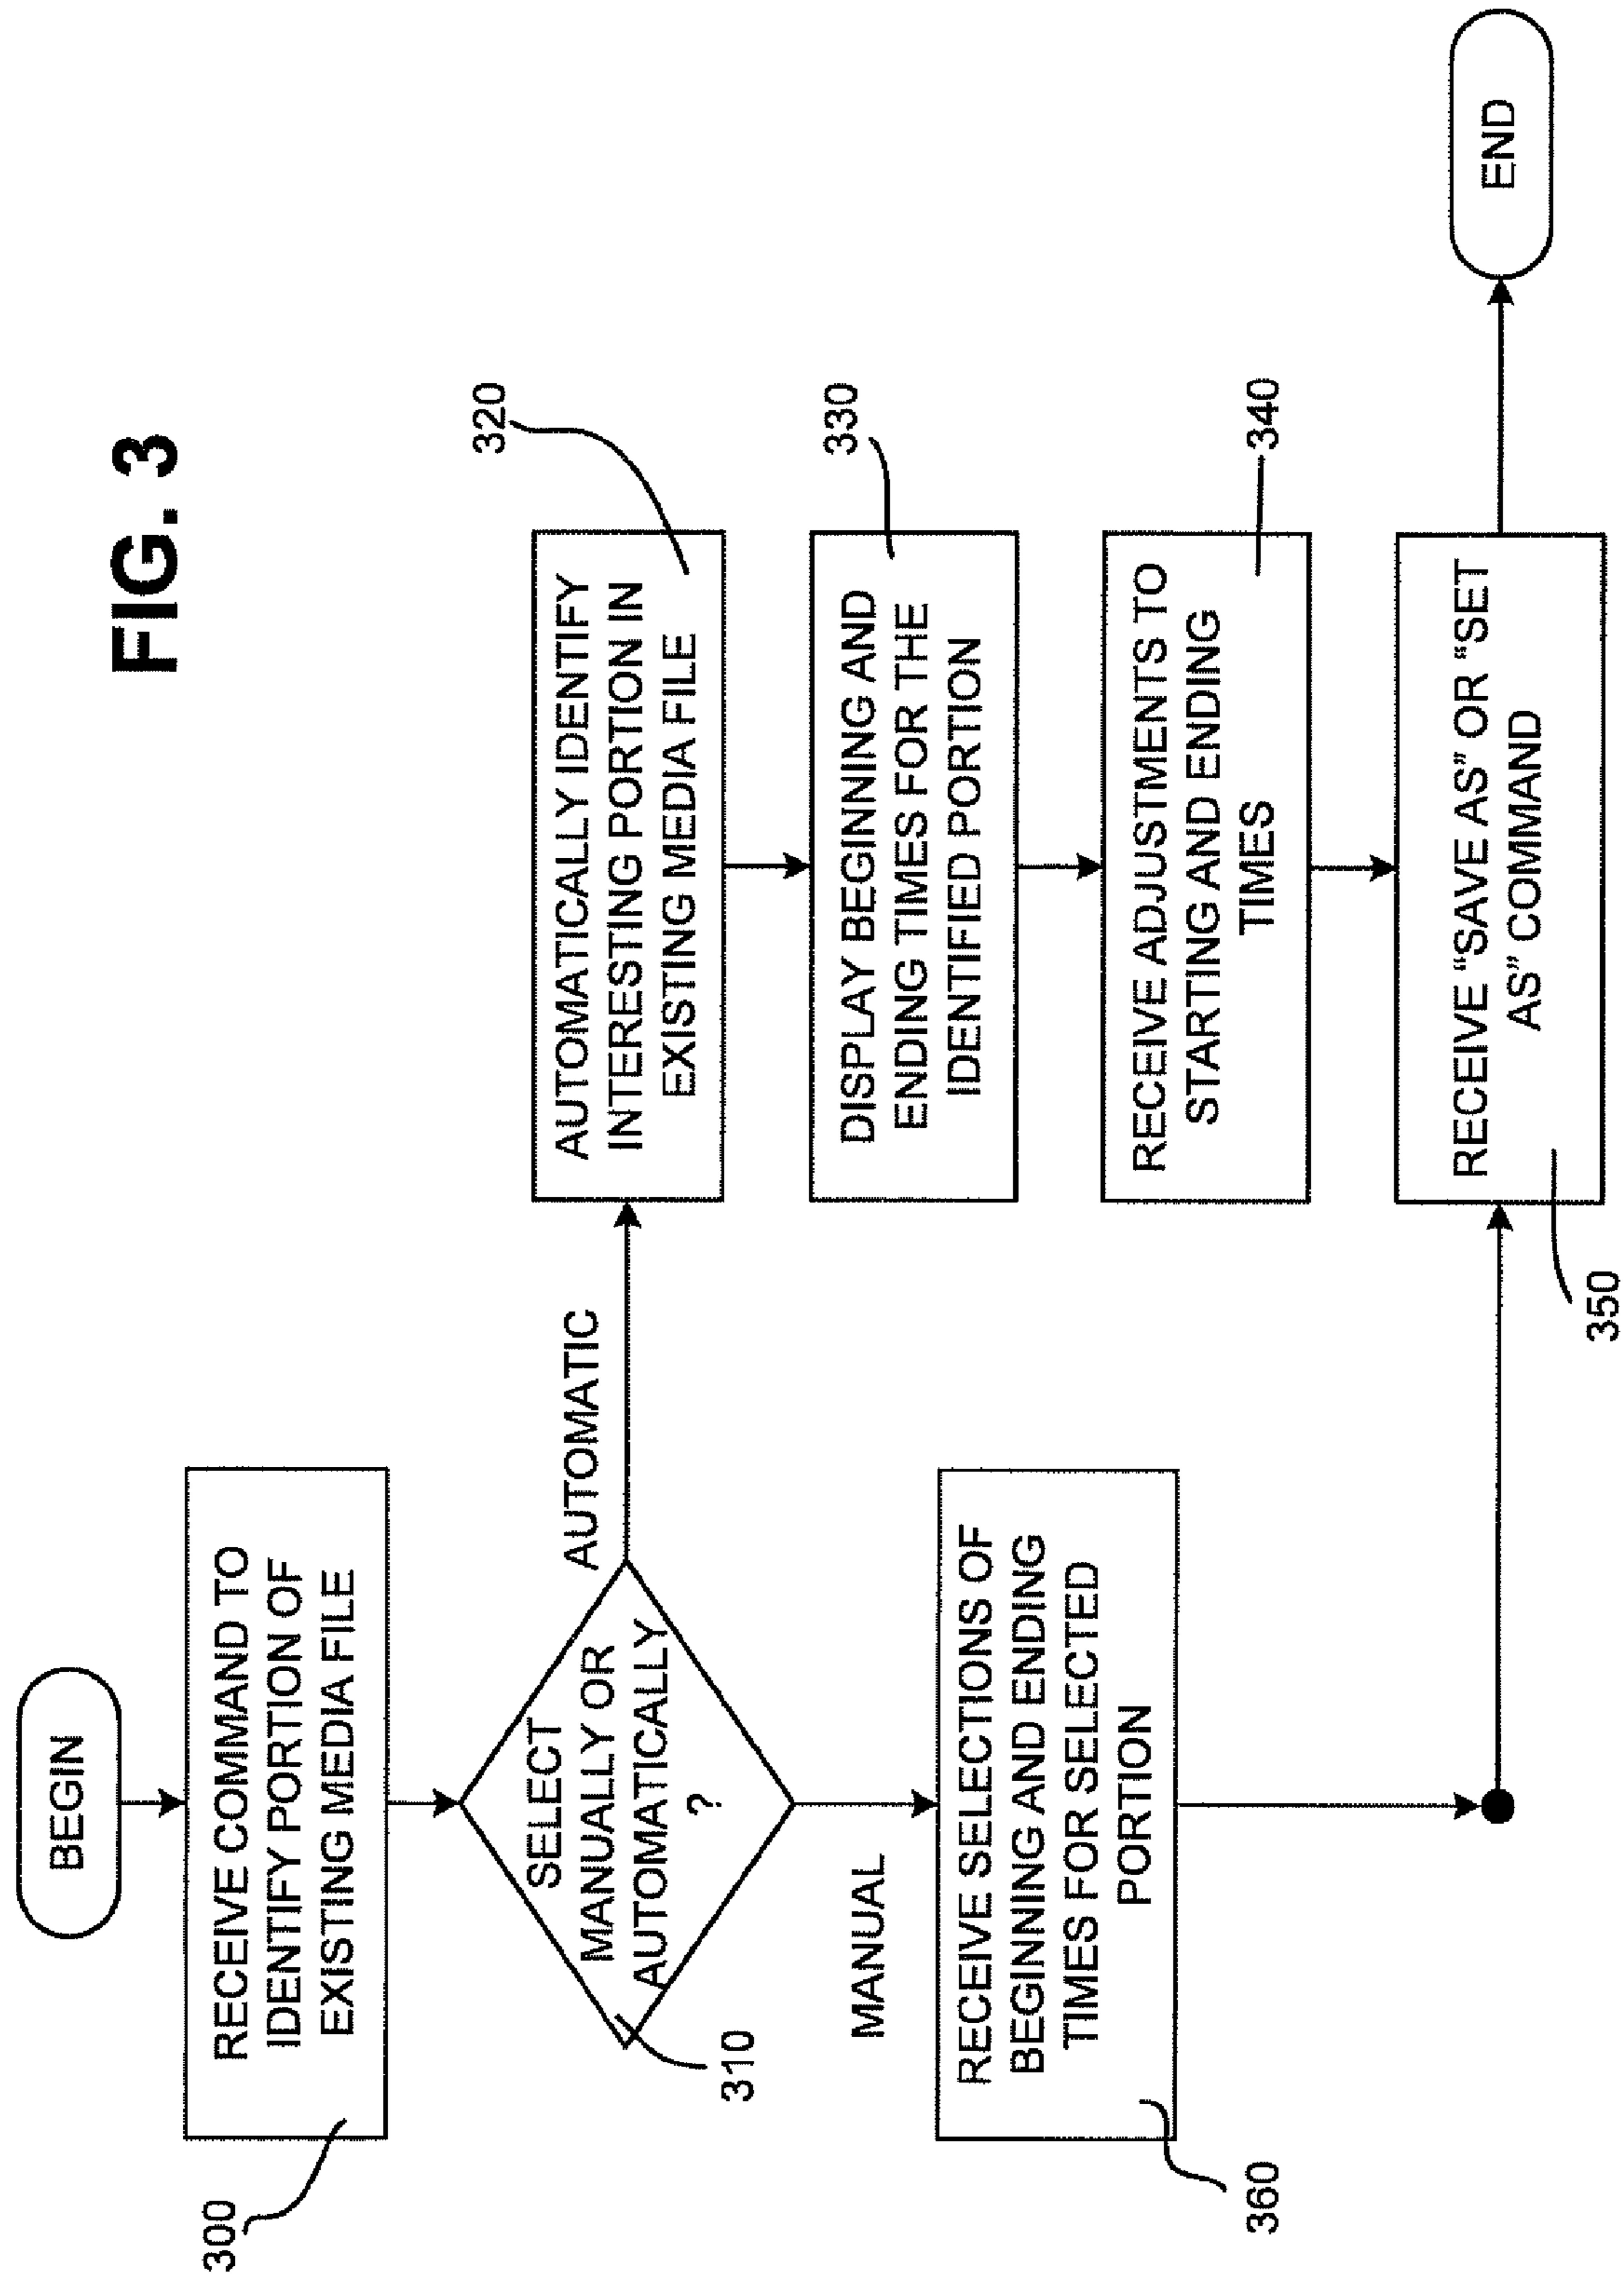 FIG. 3
BEGIN
RECEIVE COMMAND TO
IDENTIFY PORTION OF
EXISTING MEDIA FILE
300
SELECT
MANUALLY OR
AUTOMATICALLY
?
310
AUTOMATIC
MANUAL
AUTOMATICALLY IDENTIFY
INTERESTING PORTION IN
EXISTING MEDIA FILE
320
DISPLAY BEGINNING AND
ENDING TIMES FOR THE
IDENTIFIED PORTION
330
RECEIVE ADJUSTMENTS TO
STARTING AND ENDING
TIMES
340
RECEIVE SELECTIONS OF
BEGINNING AND ENDING
TIMES FOR SELECTED
PORTION
360
RECEIVE “SAVE AS” OR “SET
AS” COMMAND
350
END